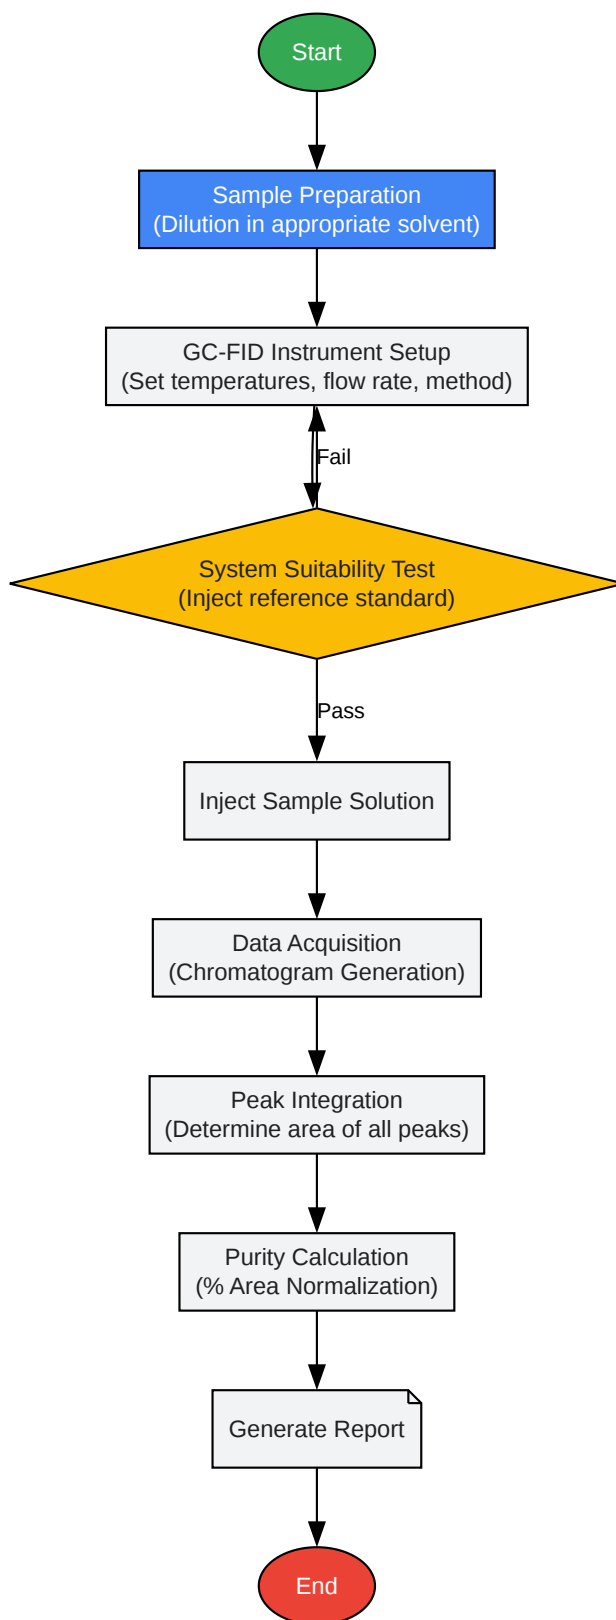 Start
Sample Preparation
(Dilution in appropriate solvent)
GC-FID Instrument Setup
(Set temperatures, flow rate, method)
Fail
System Suitability Test
(Inject reference standard)
Pass
Inject Sample Solution
Data Acquisition
(Chromatogram Generation)
Peak Integration
(Determine area of all peaks)
Purity Calculation
(% Area Normalization)
Generate Report
End